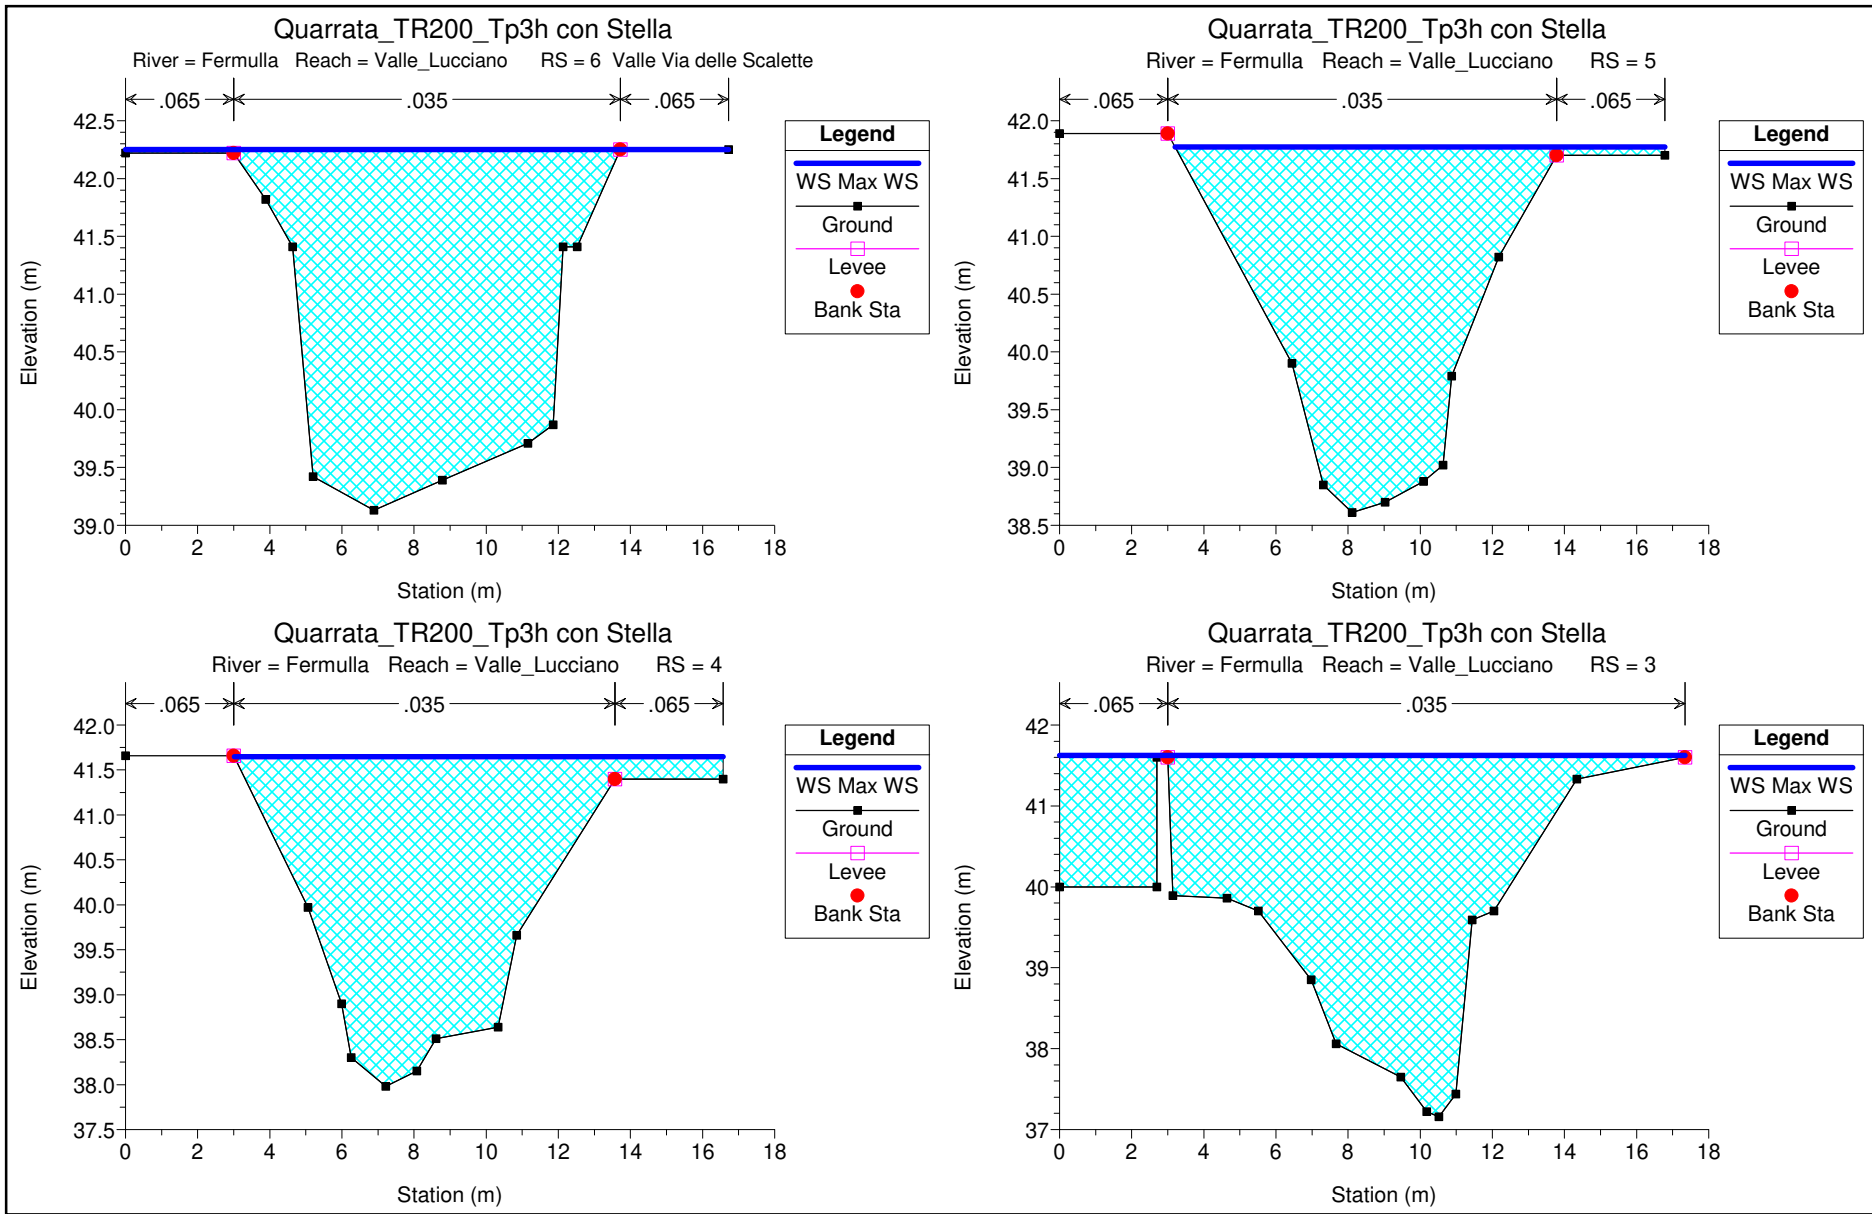 Quarrata_TR200_Tp3h con Stella
River = Fermulla Reach = Valle_Lucciano RS = 6 Valle Via delle Scalette
.065 .035 .065
42.5
42.0
41.5
41.0
40.5
40.0
39.5
39.0
Elevation (m)
0 2 4 6 8 10 12 14 16 18
Station (m)
Legend
WS Max WS
Ground
Levee
Bank Sta
Quarrata_TR200_Tp3h con Stella
River = Fermulla Reach = Valle_Lucciano RS = 5
.065 .035 .065
42.0
41.5
41.0
40.5
40.0
39.5
39.0
38.5
Elevation (m)
0 2 4 6 8 10 12 14 16 18
Station (m)
Legend
WS Max WS
Ground
Levee
Bank Sta
Quarrata_TR200_Tp3h con Stella
River = Fermulla Reach = Valle_Lucciano RS = 4
.065 .035 .065
42.0
41.5
41.0
40.5
40.0
39.5
39.0
38.5
38.0
37.5
Elevation (m)
0 2 4 6 8 10 12 14 16 18
Station (m)
Legend
WS Max WS
Ground
Levee
Bank Sta
Quarrata_TR200_Tp3h con Stella
River = Fermulla Reach = Valle_Lucciano RS = 3
.065 .035
42
41
40
39
38
37
Elevation (m)
0 2 4 6 8 10 12 14 16 18
Station (m)
Legend
WS Max WS
Ground
Levee
Bank Sta